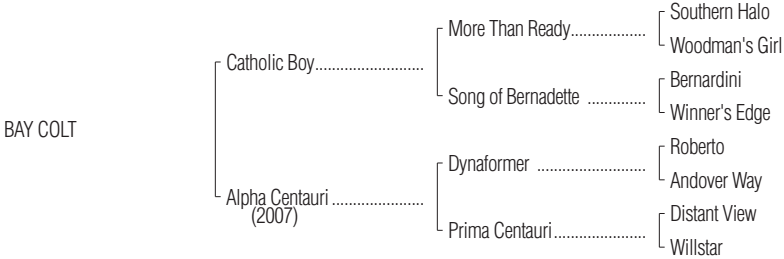 Southern Halo
More Than Ready..................
Woodman's Girl
Catholic Boy..........................
Bernardini
Song of Bernadette ..............
Winner's Edge
BAY COLT
Roberto
Dynaformer ..........................
Andover Way
Alpha Centauri ......................
(2007)
Distant View
Prima Centauri......................
Willstar